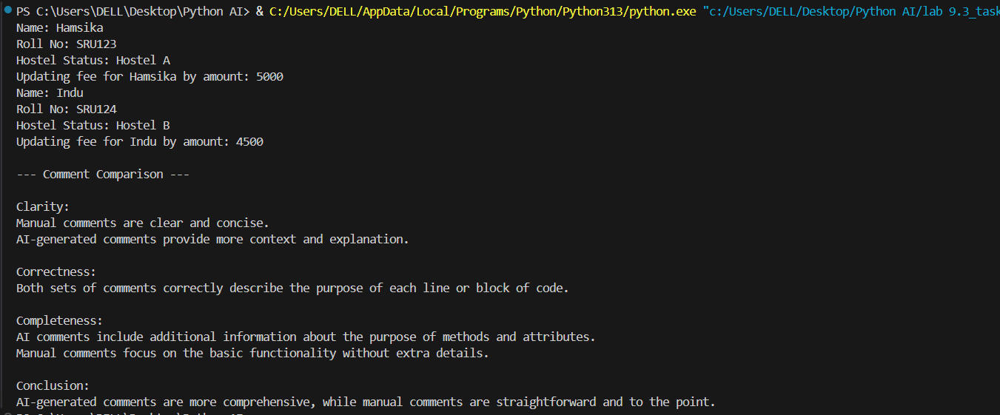 PS C:\Users\DELL\Desktop\Python AI> & C:/Users/DELL/AppData/Local/Programs/Python/Python313/python.exe "c:/Users/DELL/Desktop/Python AI/lab 9.3_task
Name: Hamsika
Roll No: SRU123
Hostel Status: Hostel A
Updating fee for Hamsika by amount: 5000
Name: Indu
Roll No: SRU124
Hostel Status: Hostel B
Updating fee for Indu by amount: 4500
--- Comment Comparison ---
Clarity:
Manual comments are clear and concise.
AI-generated comments provide more context and explanation.
Correctness:
Both sets of comments correctly describe the purpose of each line or block of code.
Completeness:
AI comments include additional information about the purpose of methods and attributes.
Manual comments focus on the basic functionality without extra details.
Conclusion:
AI-generated comments are more comprehensive, while manual comments are straightforward and to the point.